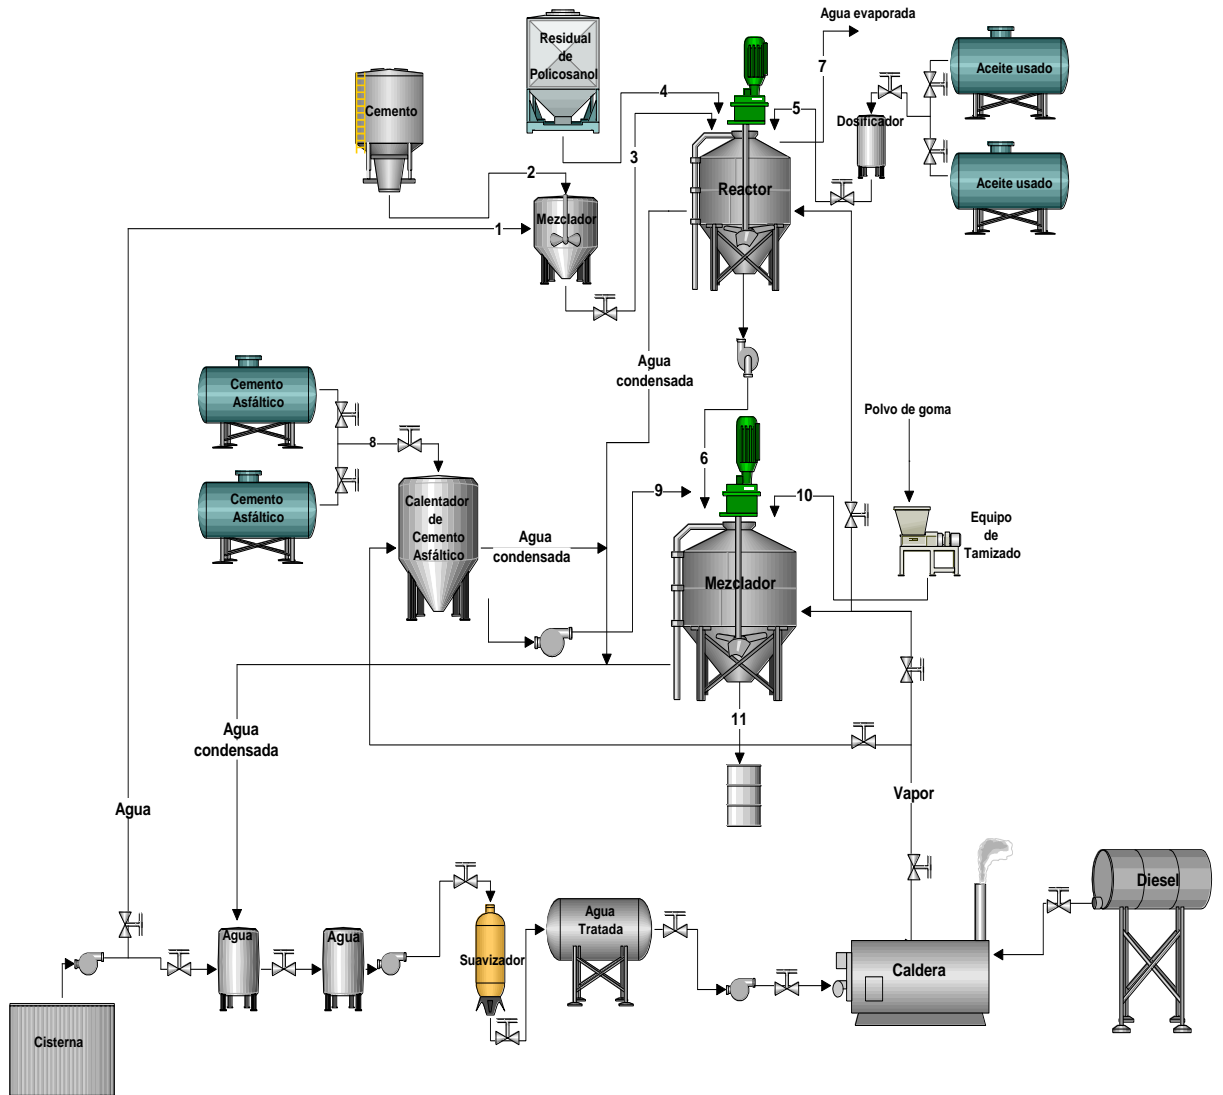 Agua evaporada
Residual
de
Policosanol
7
Aceite usado
4
5
Cemento
Dosificador
3
2
Aceite usado
Reactor
Mezclador
1
Agua
condensada
Cemento
Asfáltico
Polvo de goma
8
6
Cemento
Asfáltico
9
10
Calentador
de
Cemento
Asfáltico
Equipo
de
Tamizado
Agua
condensada
Mezclador
11
Agua
condensada
Vapor
Agua
Diesel
Agua
Agua
Agua
Tratada
Suavizador
Caldera
Cisterna